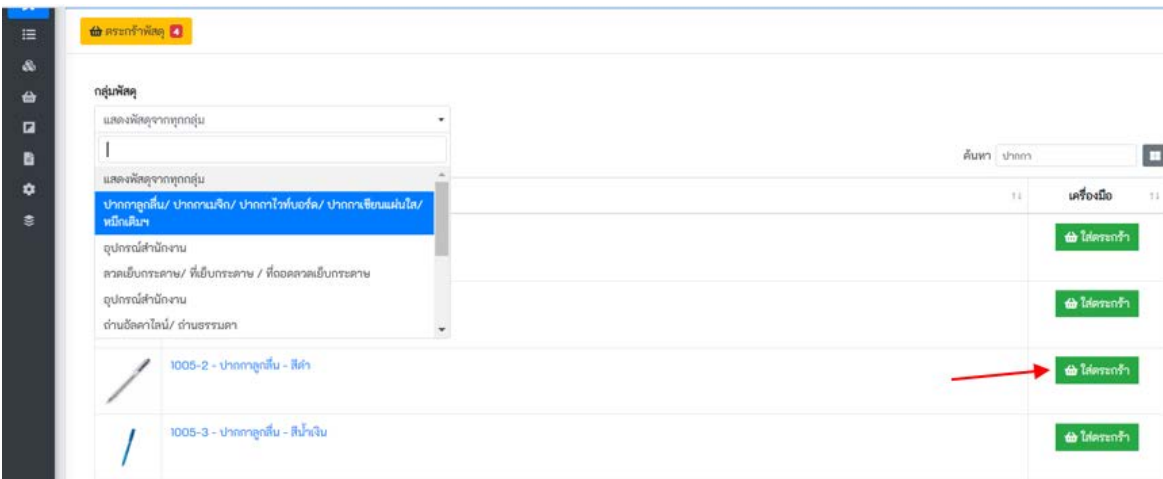 ตระกร้าพัสดุ 4
กลุ่มพัสดุ
แสดงพัสดุจากทุกกลุ่ม
ค้นหา ปากกา
แสดงพัสดุจากทุกกลุ่ม
ปากกาลูกลื่น/ ปากกาเมจิก/ ปากกาไวท์บอร์ด/ ปากกาเขียนแผ่นใส/
หมึกเติมฯ
เครื่องมือ
ใส่ตระกร้า
อุปกรณ์สำนักงาน
ลวดเย็บกระดาษ/ ที่เย็บกระดาษ / ที่ถอดลวดเย็บกระดาษ
อุปกรณ์สำนักงาน
ใส่ตระกร้า
ถ่านอัลคาไลน์/ ถ่านธรรมดา
1005-2 - ปากกาลูกลื่น - สีดำ
ใส่ตระกร้า
1005-3 - ปากกาลูกลื่น - สีน้ำเงิน
ใส่ตระกร้า